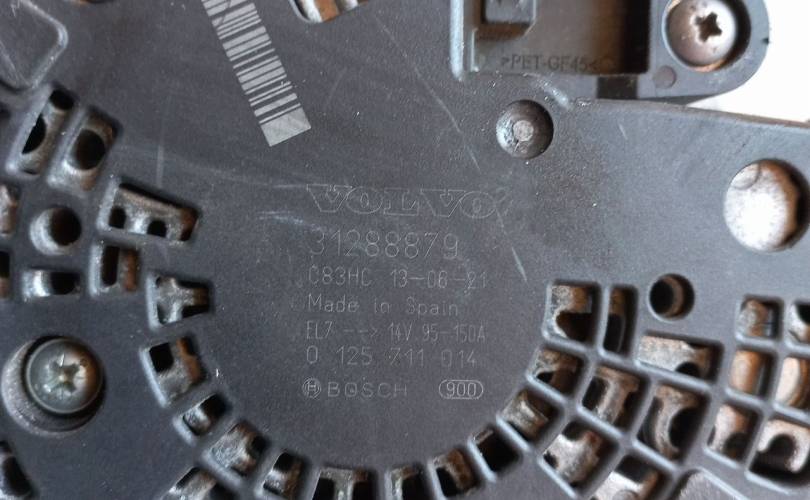 >PET-GF45<
VOLVO
31288879
C83HC 13-06-21
Made in Spain
EL7 --> 14V 95-150A
0 125 711 014
BOSCH 900